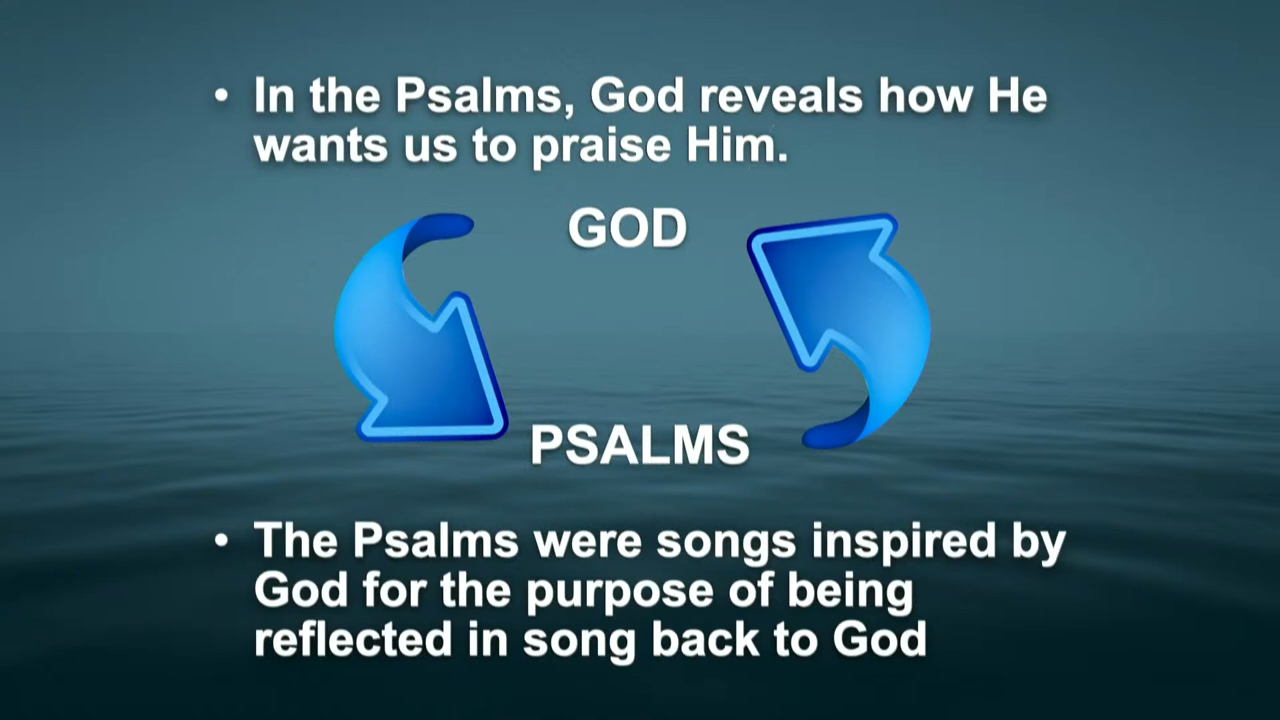 • In the Psalms, God reveals how He
wants us to praise Him.
GOD
PSALMS
• The Psalms were songs inspired by
God for the purpose of being
reflected in song back to God